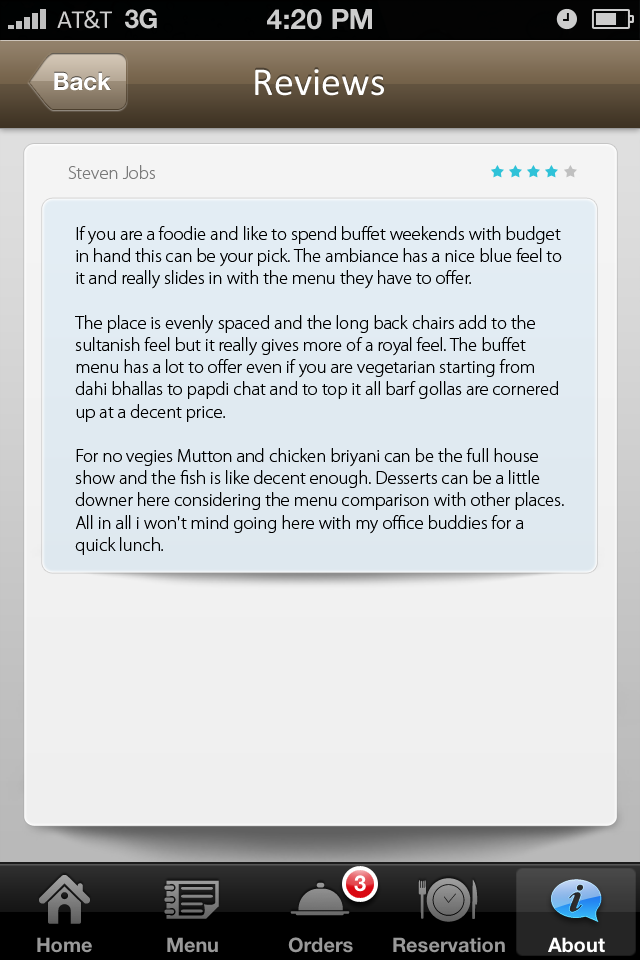 AT&T 3G 4:20 PM
Back
Reviews
Steven Jobs
If you are a foodie and like to spend buffet weekends with budget
in hand this can be your pick. The ambiance has a nice blue feel to
it and really slides in with the menu they have to offer.
The place is evenly spaced and the long back chairs add to the
sultanish feel but it really gives more of a royal feel. The buffet
menu has a lot to offer even if you are vegetarian starting from
dahi bhallas to papdi chat and to top it all barf gollas are cornered
up at a decent price.
For no vegies Mutton and chicken briyani can be the full house
show and the fish is like decent enough. Desserts can be a little
downer here considering the menu comparison with other places.
All in all i won't mind going here with my office buddies for a
quick lunch.
3
Home Menu Orders Reservation About